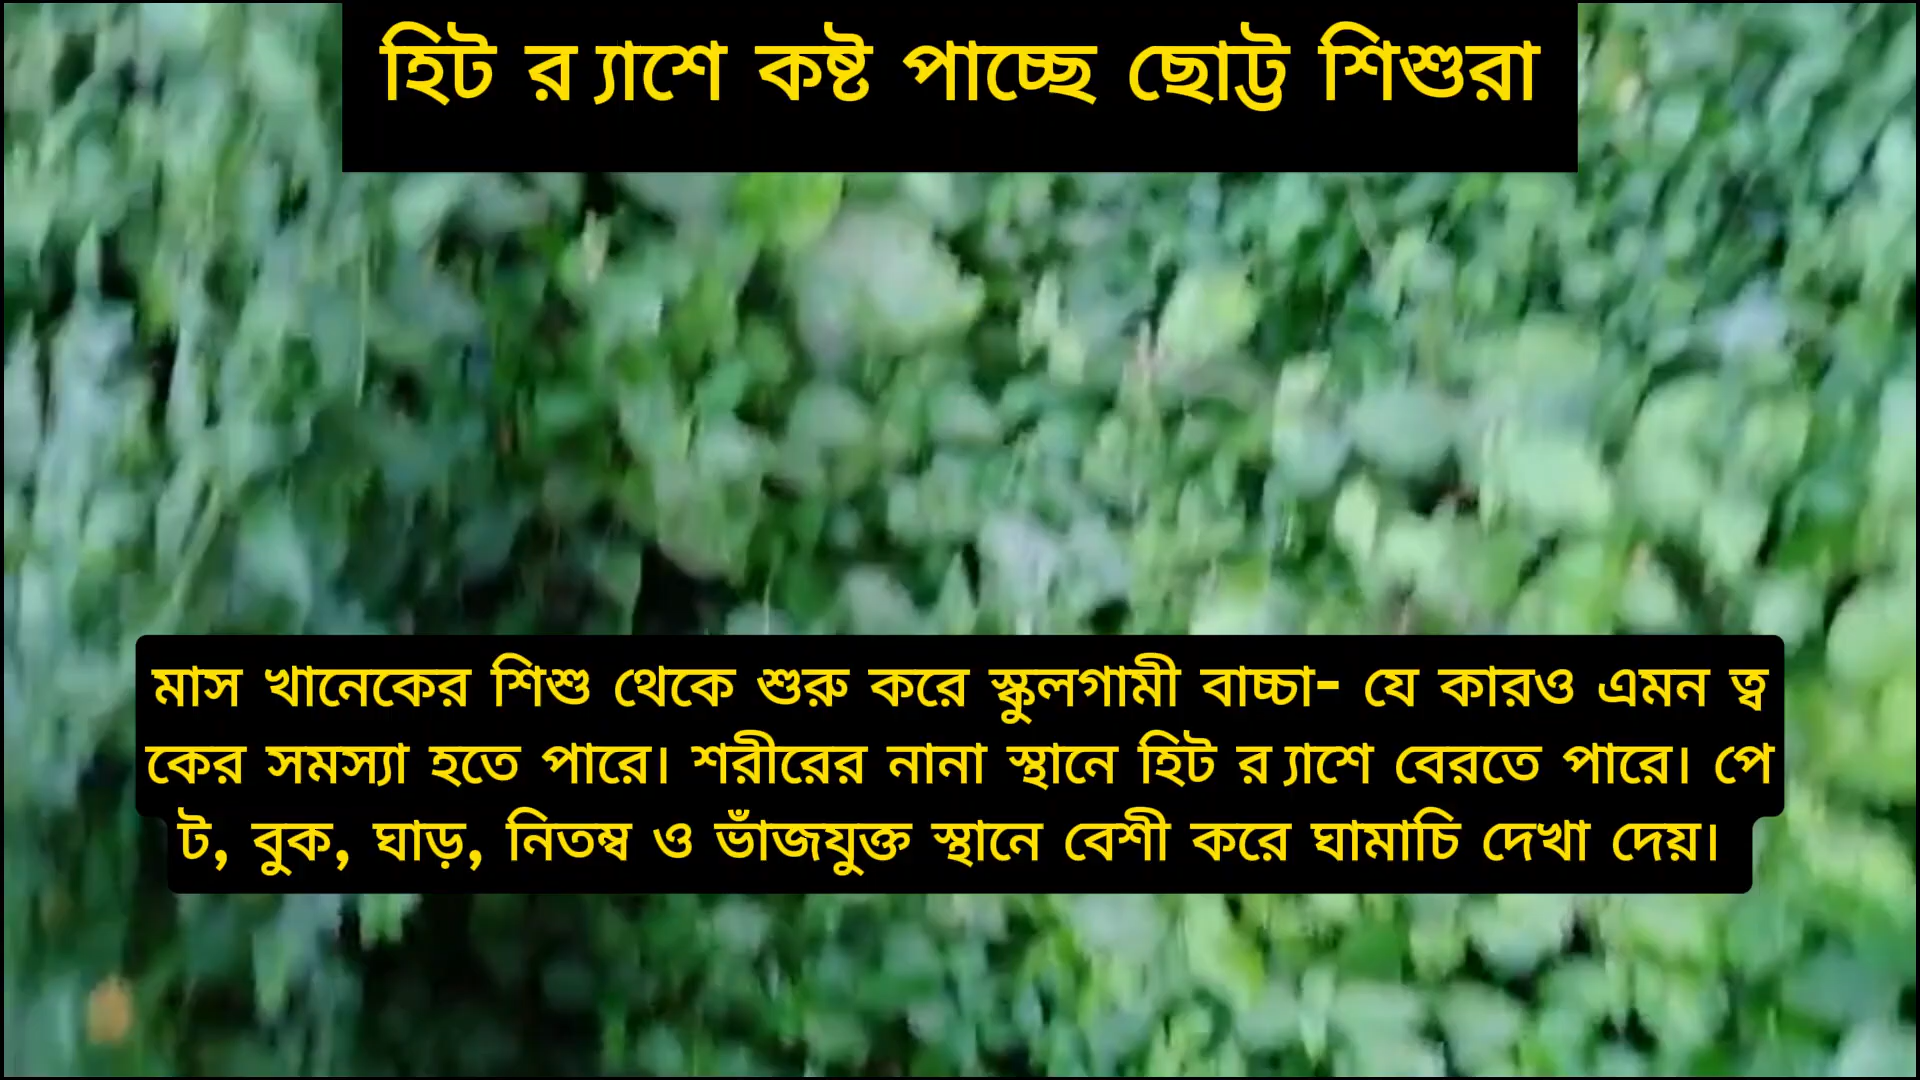 হিট র‍্যাশে কষ্ট পাচ্ছে ছোট্ট শিশুরা
মাস খানেকের শিশু থেকে শুরু করে স্কুলগামী বাচ্চা- যে কারও এমন ত্ব
কের সমস্যা হতে পারে। শরীরের নানা স্থানে হিট র‍্যাশে বেরতে পারে। পে
ট, বুক, ঘাড়, নিতম্ব ও ভাঁজযুক্ত স্থানে বেশী করে ঘামাচি দেখা দেয়।